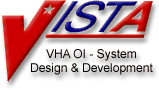 VISTA
VHA OI - System
Design & Development